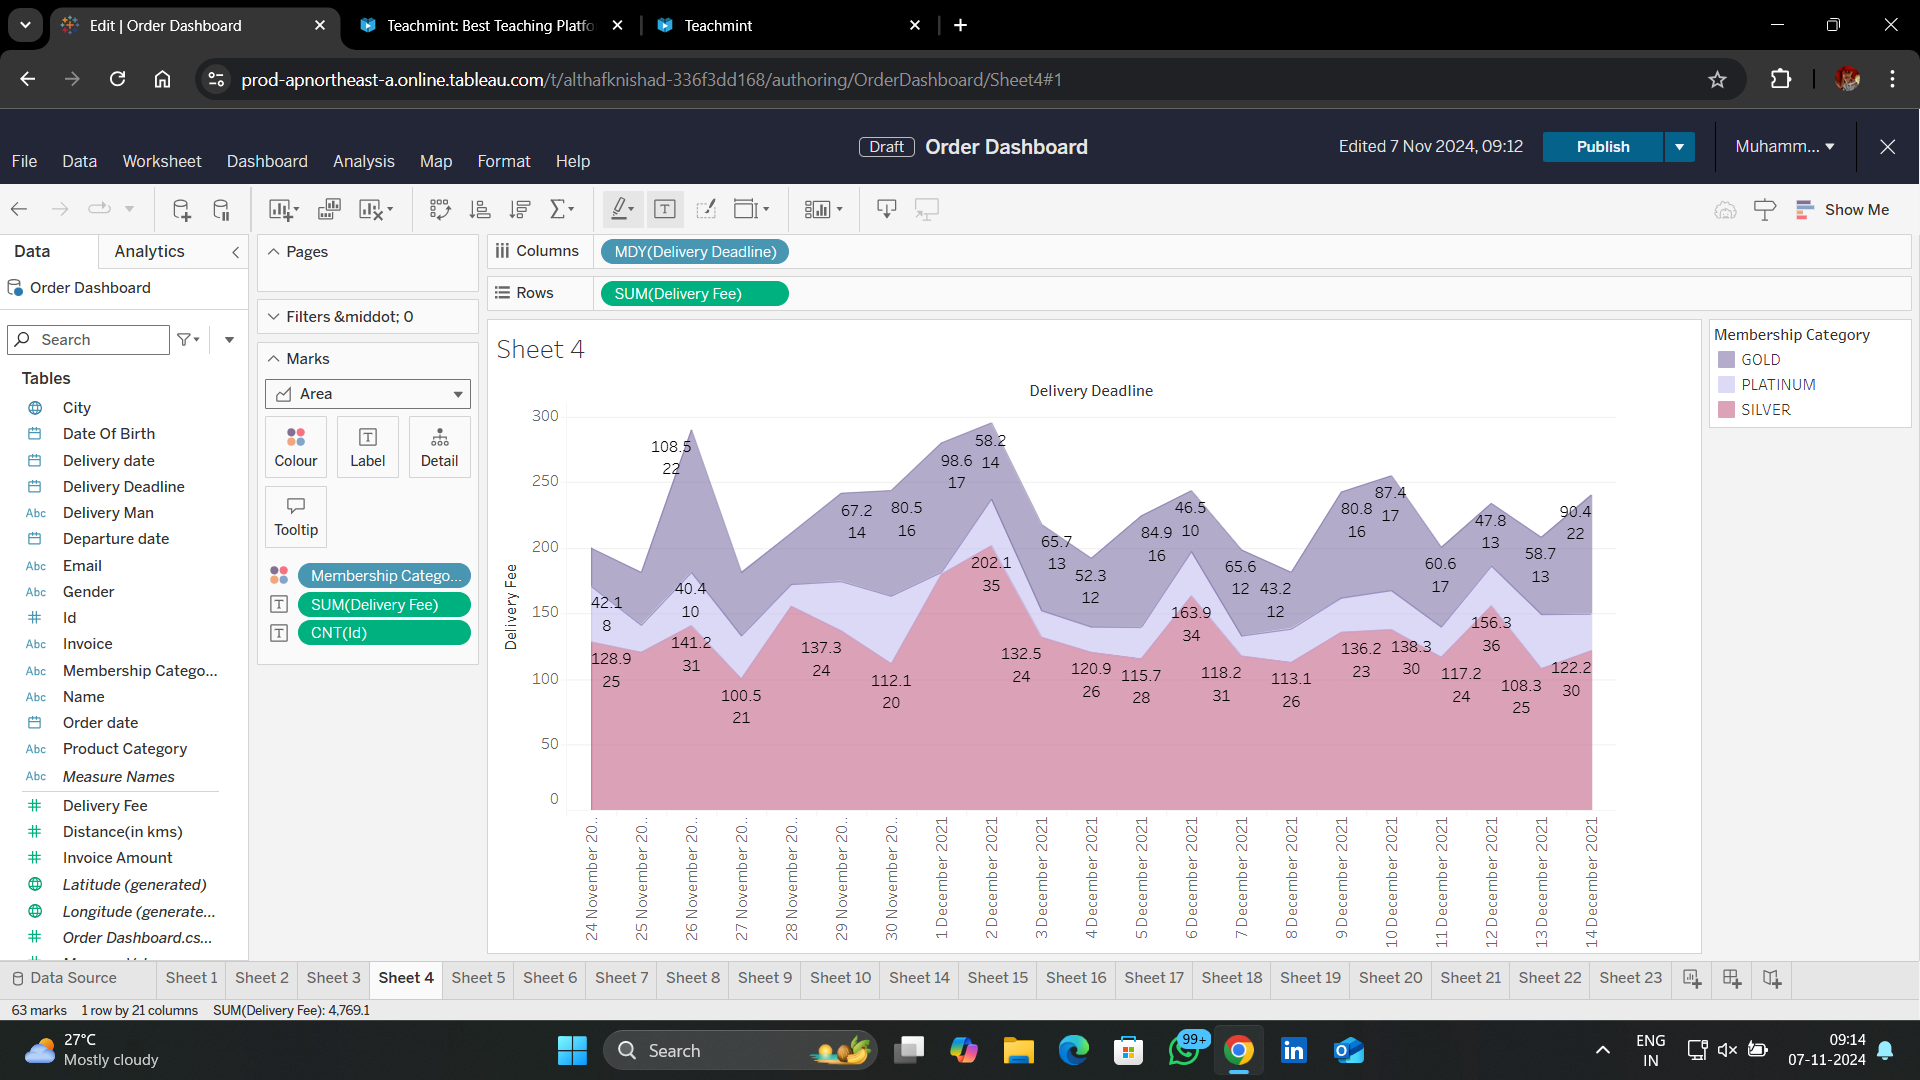 Edit | Order Dashboard
Teachmint: Best Teaching Platfo
Teachmint
prod-apnortheast-a.online.tableau.com/t/althafknishad-336f3dd168/authoring/OrderDashboard/Sheet4#1
Draft Order Dashboard
Edited 7 Nov 2024, 09:12
Publish
Muhamm...
File Data Worksheet Dashboard Analysis Map Format Help
Show Me
Data Analytics
Order Dashboard
Search
Tables
City
Date Of Birth
Delivery date
Delivery Deadline
Abc Delivery Man
Departure date
Abc Email
Abc Gender
Id
Abc Invoice
Abc Membership Catego...
Abc Name
Order date
Abc Product Category
Abc Measure Names
Delivery Fee
Distance(in kms)
Invoice Amount
Latitude (generated)
Longitude (generate...
Order Dashboard.cs...
Pages
Filters &middot; 0
Marks
Area
Colour Label Detail
Tooltip
Membership Catego...
SUM(Delivery Fee)
CNT(Id)
Columns MDY(Delivery Deadline)
Rows SUM(Delivery Fee)
Sheet 4
Delivery Deadline
Delivery Fee
300
250
200
150
100
50
0
108.5
22
67.2
14
80.5
16
98.6
17
58.2
14
65.7
13
52.3
12
84.9
16
46.5
10
65.6
12
43.2
12
80.8
16
87.4
17
60.6
17
47.8
13
58.7
13
90.4
22
42.1
8
40.4
10
128.9
25
141.2
31
100.5
21
137.3
24
112.1
20
202.1
35
132.5
24
120.9
26
115.7
28
163.9
34
118.2
31
113.1
26
136.2
23
138.3
30
117.2
24
156.3
36
108.3
25
122.2
30
24 November 20..
25 November 20..
26 November 20..
27 November 20..
28 November 20..
29 November 20..
30 November 20..
1 December 2021
2 December 2021
3 December 2021
4 December 2021
5 December 2021
6 December 2021
7 December 2021
8 December 2021
9 December 2021
10 December 2021
11 December 2021
12 December 2021
13 December 2021
14 December 2021
Membership Category
GOLD
PLATINUM
SILVER
Data Source Sheet 1 Sheet 2 Sheet 3 Sheet 4 Sheet 5 Sheet 6 Sheet 7 Sheet 8 Sheet 9 Sheet 10 Sheet 14 Sheet 15 Sheet 16 Sheet 17 Sheet 18 Sheet 19 Sheet 20 Sheet 21 Sheet 22 Sheet 23
63 marks 1 row by 21 columns SUM(Delivery Fee): 4,769.1
27°C
Mostly cloudy
Search
99+
ENG
IN
09:14
07-11-2024